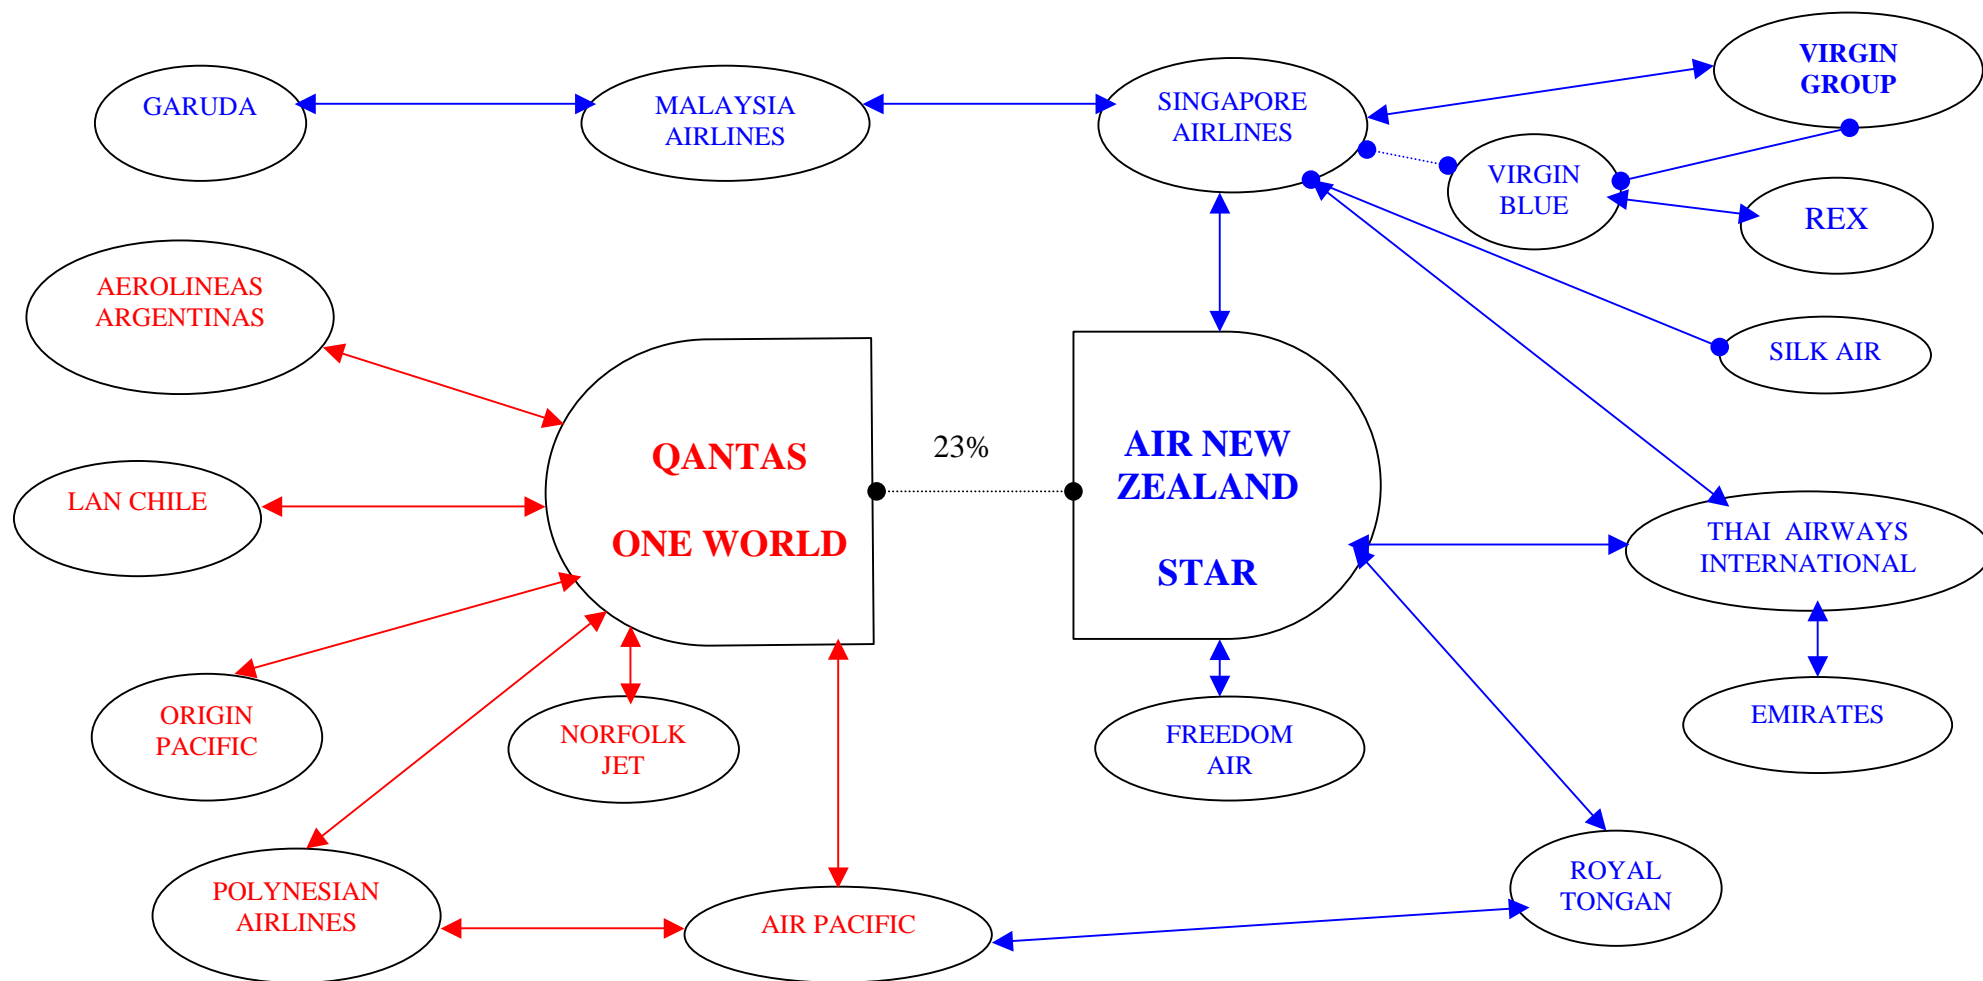 GARUDA
MALAYSIA
AIRLINES
SINGAPORE
AIRLINES
VIRGIN
GROUP
VIRGIN
BLUE
REX
AEROLINEAS
ARGENTINAS
SILK AIR
QANTAS
ONE WORLD
23%
AIR NEW
ZEALAND
STAR
LAN CHILE
THAI AIRWAYS
INTERNATIONAL
ORIGIN
PACIFIC
NORFOLK
JET
FREEDOM
AIR
EMIRATES
POLYNESIAN
AIRLINES
AIR PACIFIC
ROYAL
TONGAN